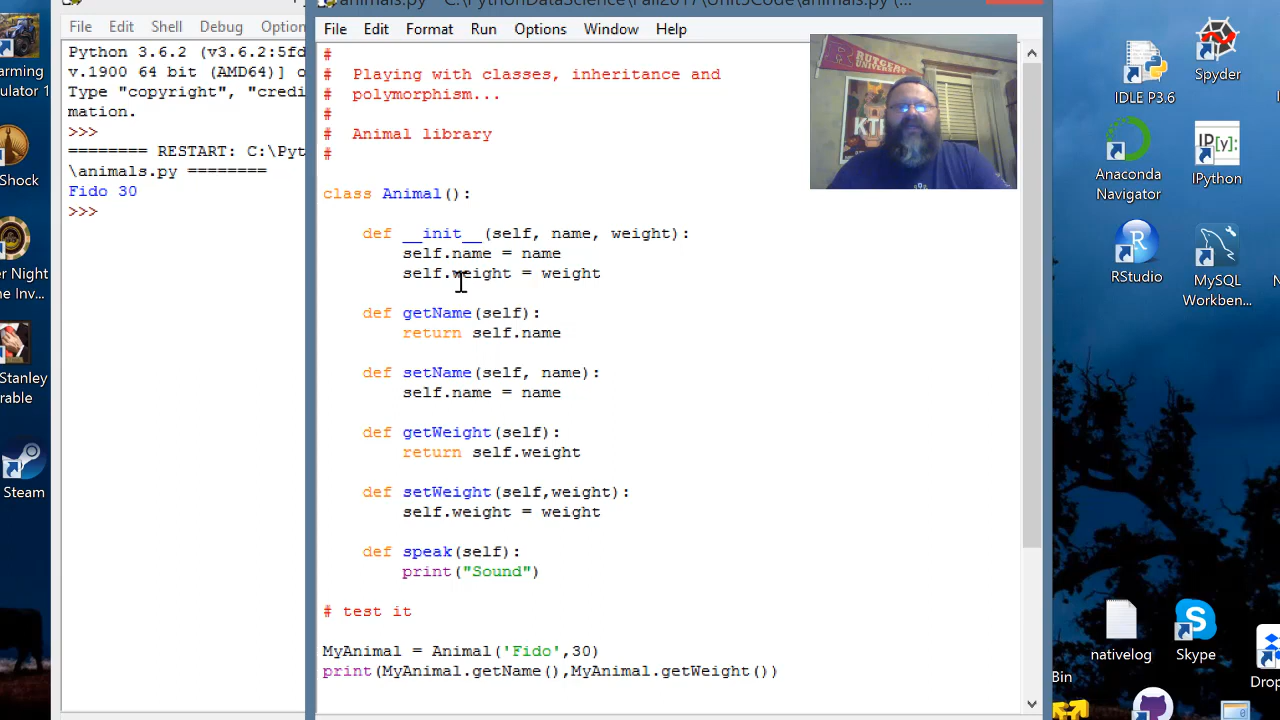 animals.py - C:\PythonDataScience\Fall2017\Unit5Code\animals.py (...
File Edit Shell Debug Option
Python 3.6.2 (v3.6.2:5fd
v.1900 64 bit (AMD64)] o
Type "copyright", "credi
mation.
>>>
======== RESTART: C:\Pyt
\animals.py ========
Fido 30
>>>
File Edit Format Run Options Window Help
#
# Playing with classes, inheritance and
# polymorphism...
#
# Animal library
#
class Animal():
def __init__(self, name, weight):
self.name = name
self.weight = weight
def getName(self):
return self.name
def setName(self, name):
self.name = name
def getWeight(self):
return self.weight
def setWeight(self,weight):
self.weight = weight
def speak(self):
print("Sound")
# test it
MyAnimal = Animal('Fido',30)
print(MyAnimal.getName(),MyAnimal.getWeight())
RUTGERS
UNIVERSITY
arming
ulator 1
Shock
er Night
ne Inv...
Stanley
rable
Steam
IDLE P3.6
Spyder
Anaconda
Navigator
IP[y]:
IPython
R
RStudio
MySQL
Workben...
nativelog
Skype
Drop
Bin